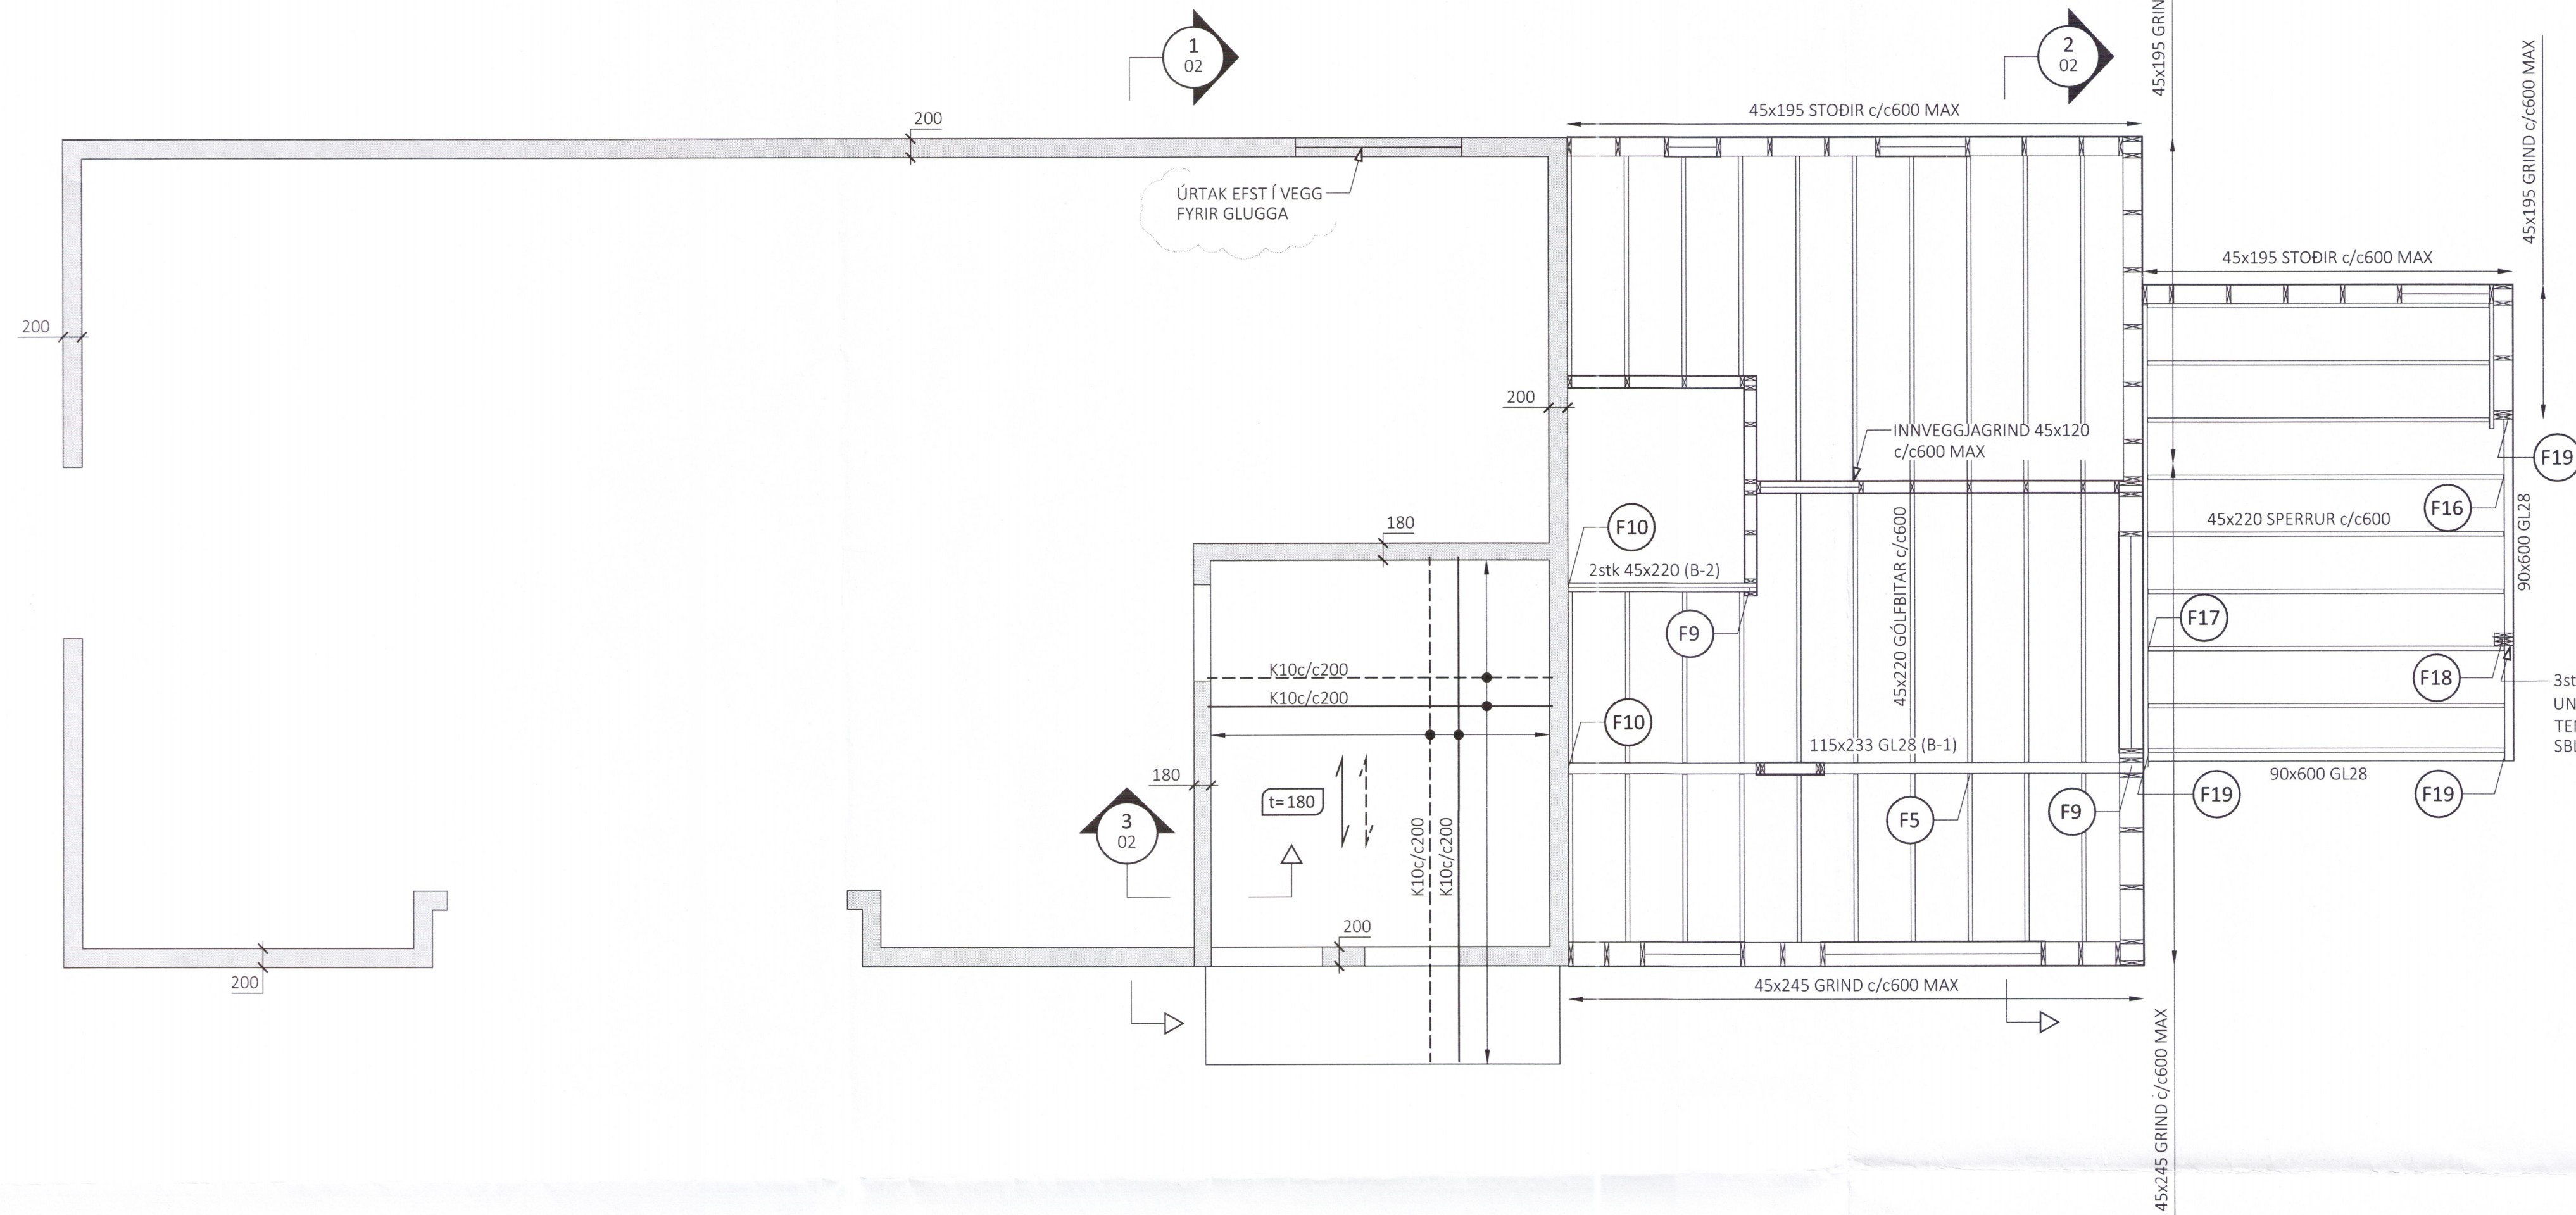 1
02
2
02
45x195 GRIN
45x195 GRIND c/c600 MAX
200
45x195 STOÐIR c/c600 MAX
ÚRTAK EFST Í VEGG
FYRIR GLUGGA
45x195 STOÐIR c/c600 MAX
200
200
INNVEGGJAGRIND 45x120
c/c600 MAX
F19
F16
90x600 GL28
180
F10
45x220 GÓLFBITAR c/c600
45x220 SPERRUR c/c600
2stk 45x220 (B-2)
F9
F17
K10c/c200
K10c/c200
F18
3st
UN
TE
SB
F10
115x233 GL28 (B-1)
180
t=180
90x600 GL28
3
02
K10c/c200
K10c/c200
F5
F9
F19
F19
200
200
45x245 GRIND c/c600 MAX
45x245 GRIND c/c600 MAX